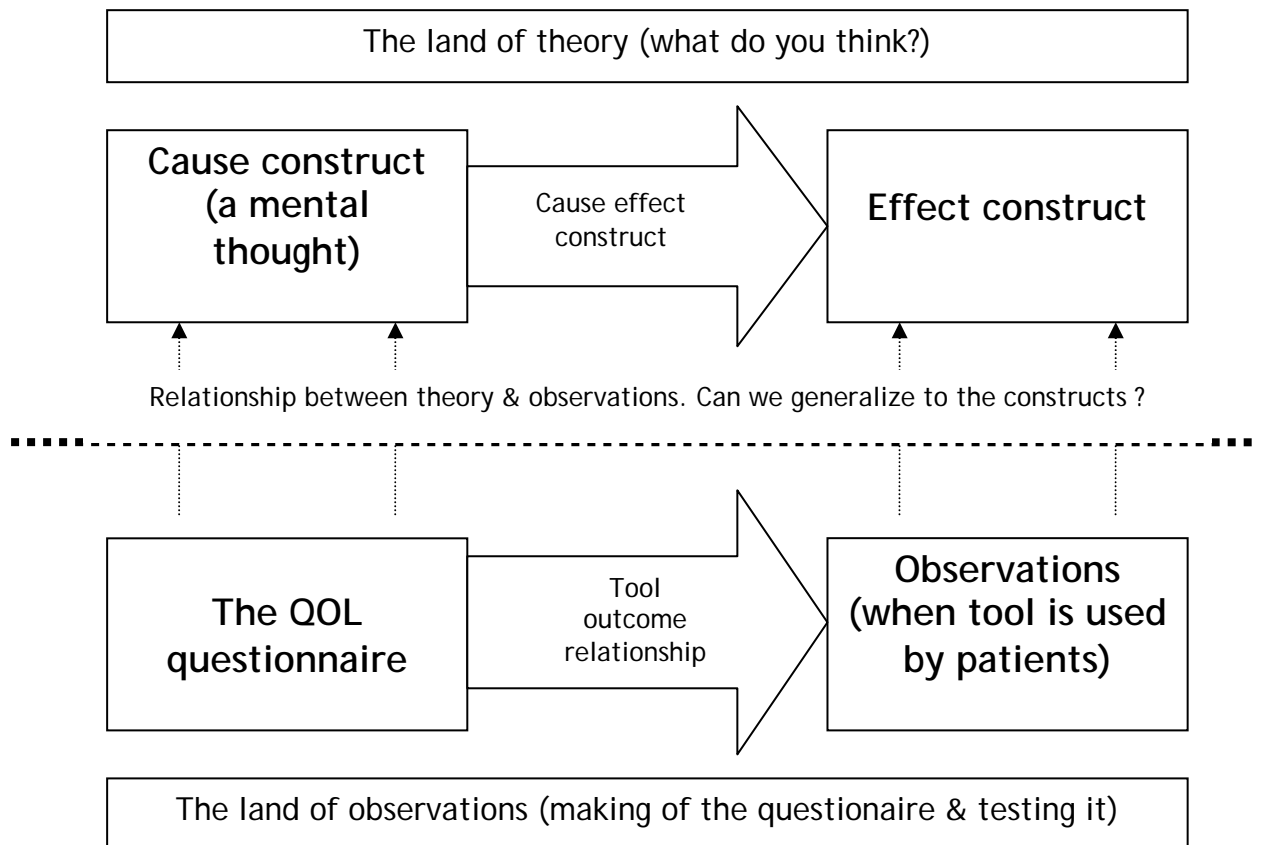 The land of theory (what do you think?)
Cause construct
(a mental
thought)
Cause effect
construct
Effect construct
Relationship between theory & observations. Can we generalize to the constructs ?
The QOL
questionnaire
Tool
outcome
relationship
Observations
(when tool is used
by patients)
The land of observations (making of the questionaire & testing it)